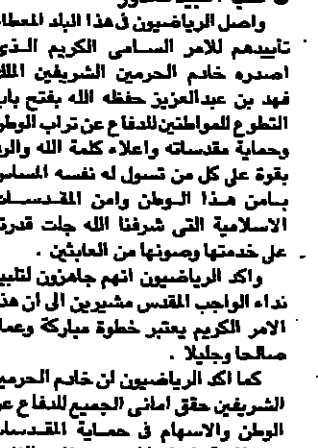 واصل الرياضيون في هذا البلد المعطاء
تأييدهم للامر السامى الكريم الذى
اصدره خادم الحرمين الشريفين الملك
فهد بن عبدالعزيز حفظه الله بفتح باب
التطوع للمواطنين للدفاع عن تراب الوطن
وحماية مقدساته واعلاء كلمة الله والرد
بقوة على كل من تسول له نفسه المساس
بامن هذا الوطن وامن المقدسات
الاسلامية التى شرفنا الله جلت قدرته
على خدمتها وصونها من العابثين .
واكد الرياضيون انهم جاهزون لتلبية
نداء الواجب المقدس مشيرين الى ان هذا
الامر الكريم يعتبر خطوة مباركة وعملا
صالحا وجليلا .
كما اكد الرياضيون ان خادم الحرمين
الشريفين حقق امانى الجميع للدفاع عن
الوطن والاسهام في حماية المقدسات